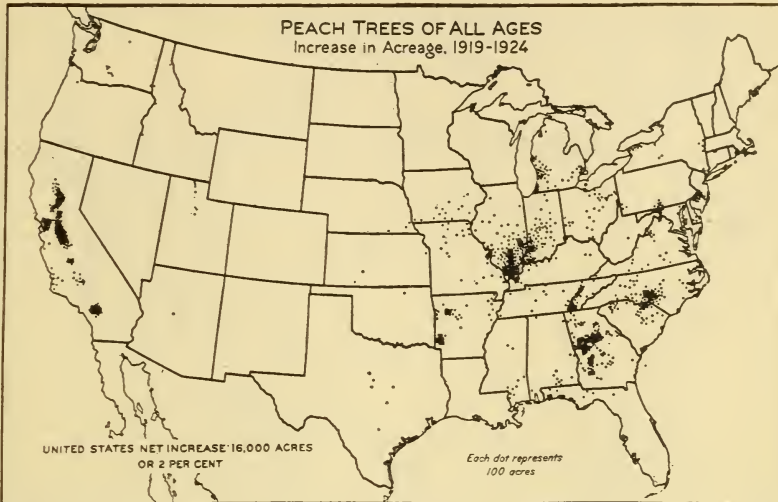 PEACH TREES OF ALL AGES
Increase in Acreage, 1919-1924
UNITED STATES NET INCREASE 16,000 ACRES
OR 2 PER CENT
Each dot represents
100 acres